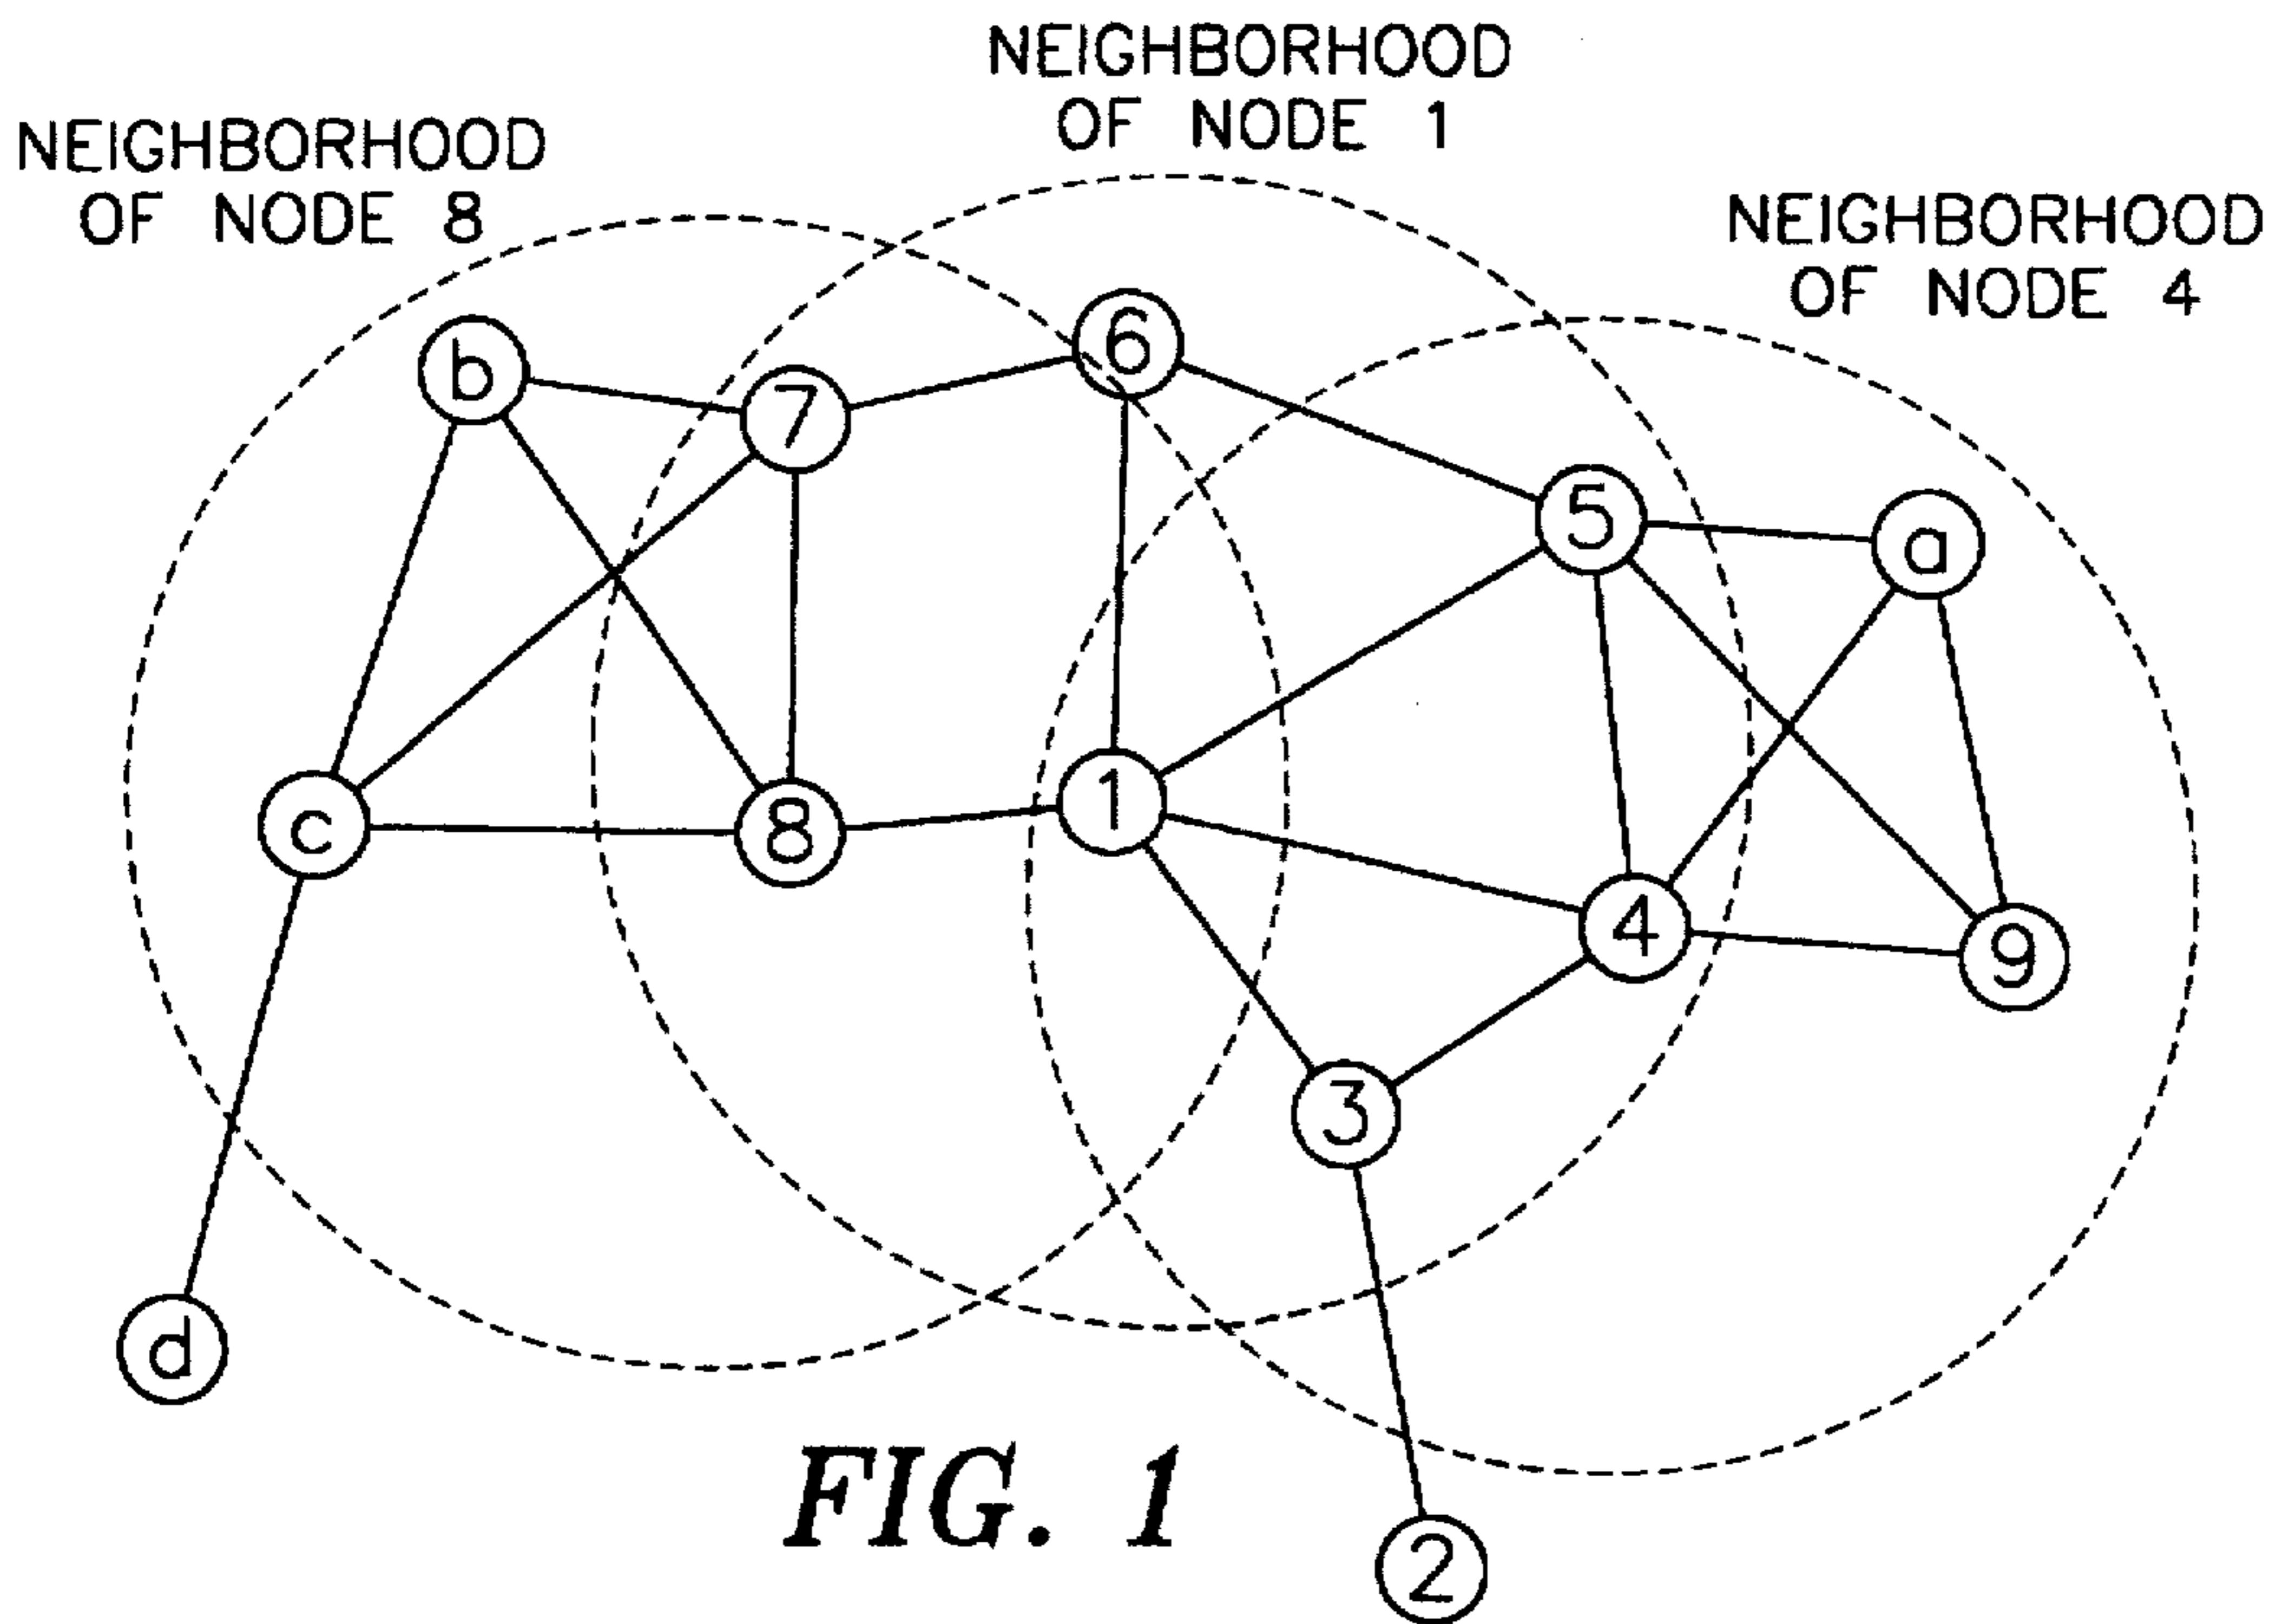 NEIGHBORHOOD
OF NODE 1
NEIGHBORHOOD
OF NODE 8
NEIGHBORHOOD
OF NODE 4
6
b
7
5
a
1
c
8
4
9
3
d
FIG. 1
2